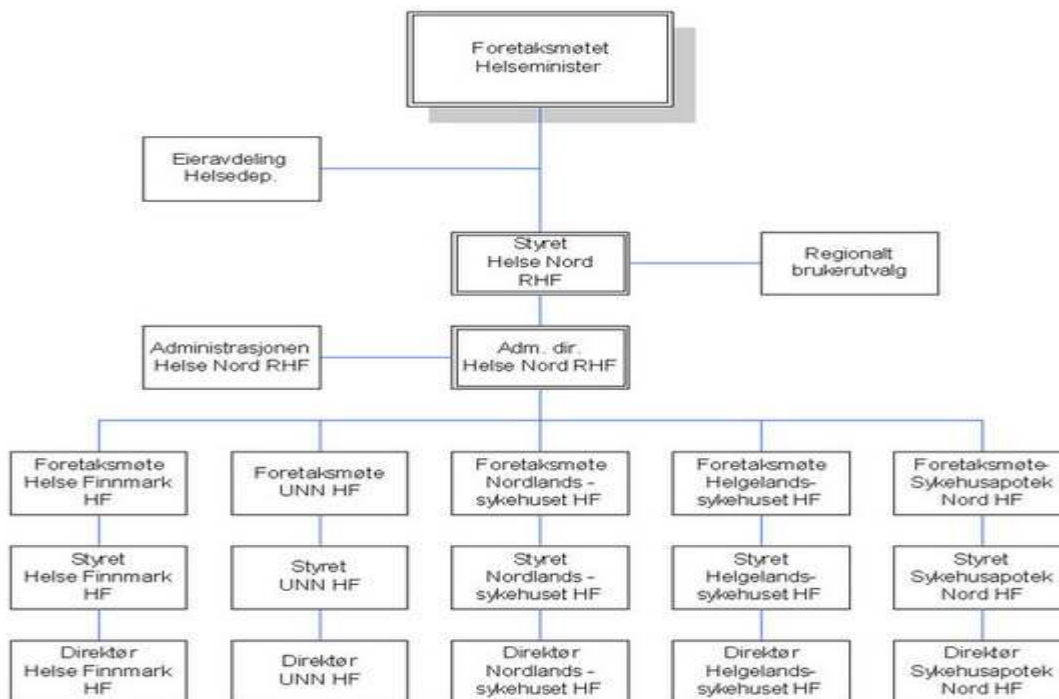 Foretaksmøtet
Helseminister
Eieravdeling
Helsedep.
Styret
Helse Nord
RHF
Regionalt
brukerutvalg
Administrasjonen
Helse Nord RHF
Adm. dir.
Helse Nord RHF
Foretaksmøte
Helse Finnmark
HF
Foretaksmøte
UNN HF
Foretaksmøte
Nordlands -
sykehuset HF
Foretaksmøte
Helgelands-
sykehuset HF
Foretaksmøte-
Sykehusapotek
Nord HF
Styret
Helse Finnmark
HF
Styret
UNN HF
Styret
Nordlands -
sykehuset HF
Styret
Helgelands-
sykehuset HF
Styret
Sykehusapotek
Nord HF
Direktør
Helse Finnmark
HF
Direktør
UNN HF
Direktør
Nordlands -
sykehuset HF
Direktør
Helgelands-
sykehuset HF
Direktør
Sykehusapotek
Nord HF